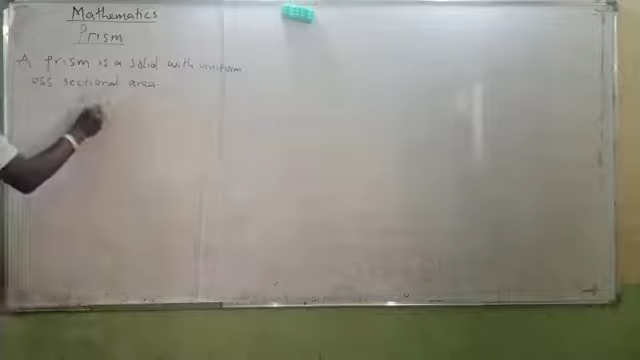 Mathematics
Prism
A prism is a solid with uniform
oss sectional area.